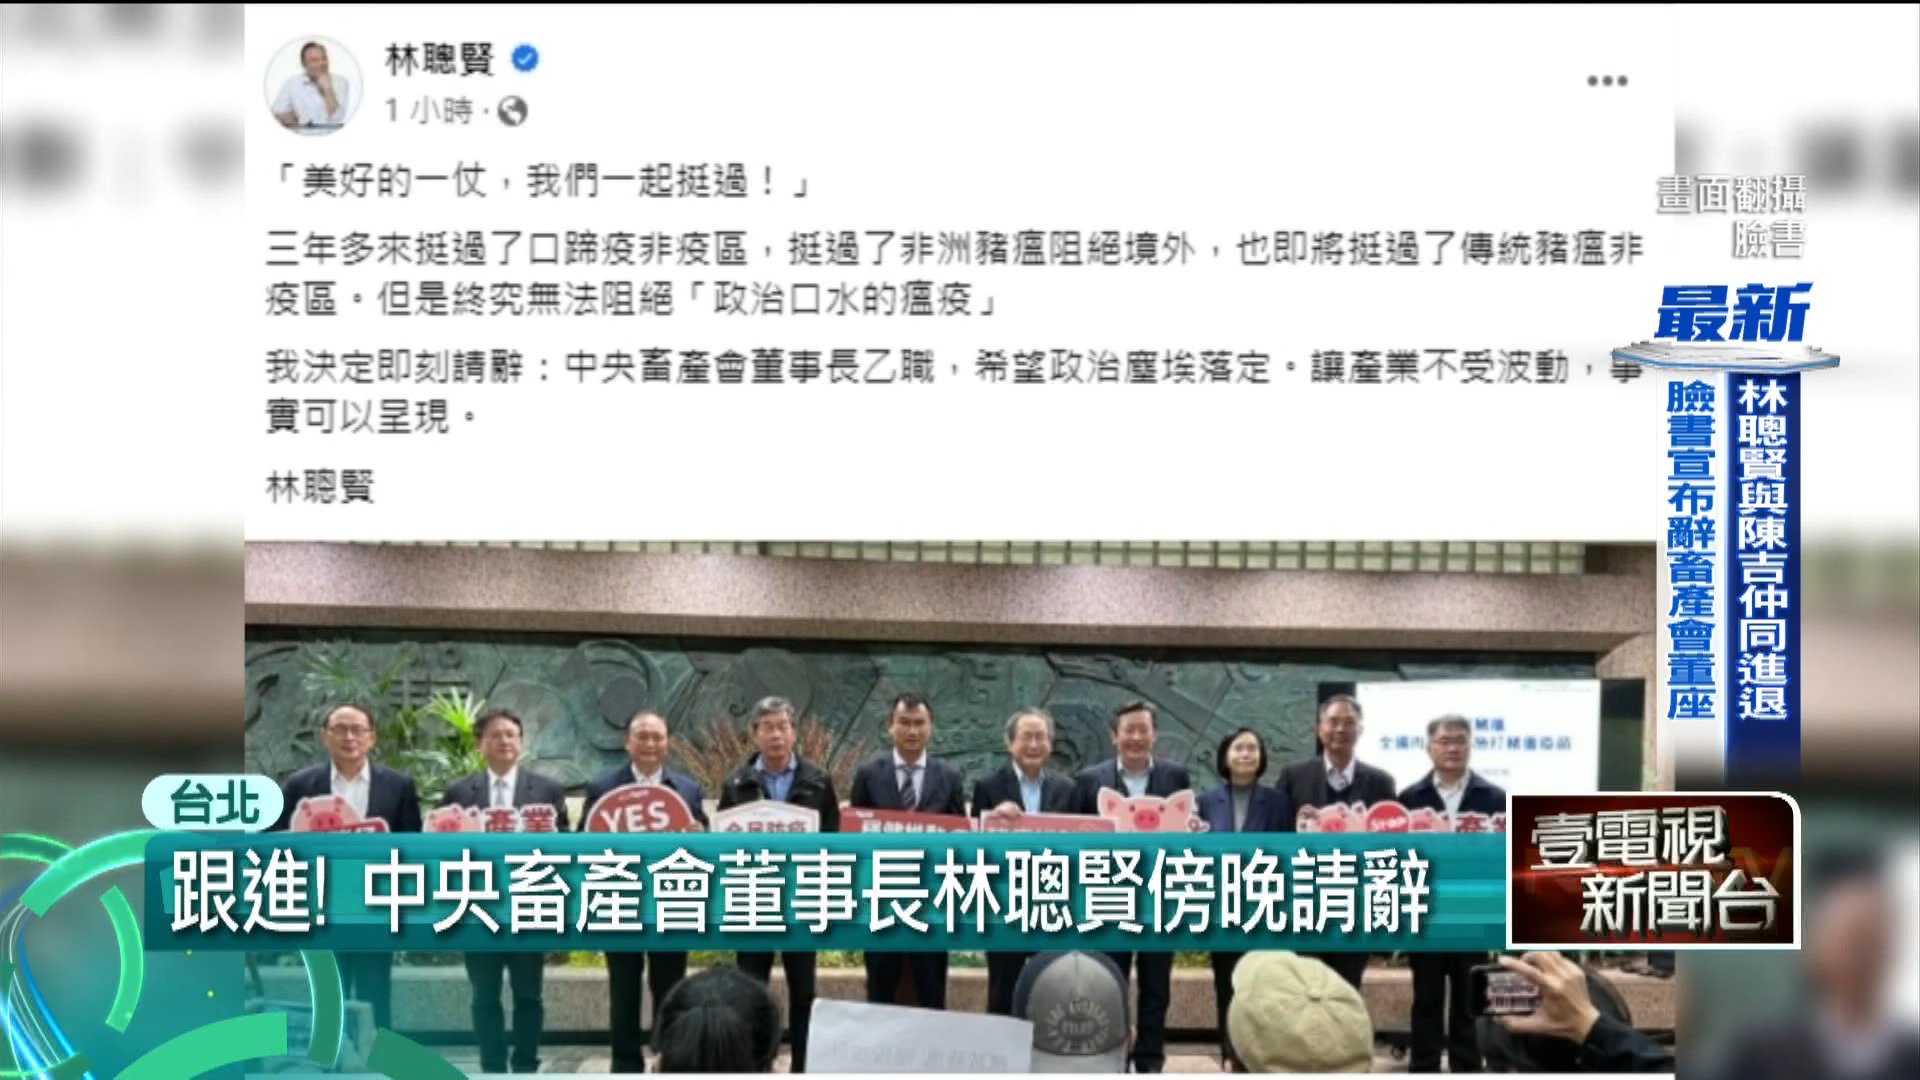 林聰賢
1 小時 ·
「美好的一仗，我們一起挺過！」
三年多來挺過了口蹄疫非疫區，挺過了非洲豬瘟阻絕境外，也即將挺過了傳統豬瘟非
疫區。但是終究無法阻絕「政治口水的瘟疫」
我決定即刻請辭：中央畜產會董事長乙職，希望政治塵埃落定。讓產業不受波動，事
實可以呈現。
林聰賢
畫面翻攝
臉書
最新
林聰賢與陳吉仲同進退
臉書宣布辭畜產會董座
產業
YES
全民防疫
台北
跟進! 中央畜產會董事長林聰賢傍晚請辭
壹電視
新聞台